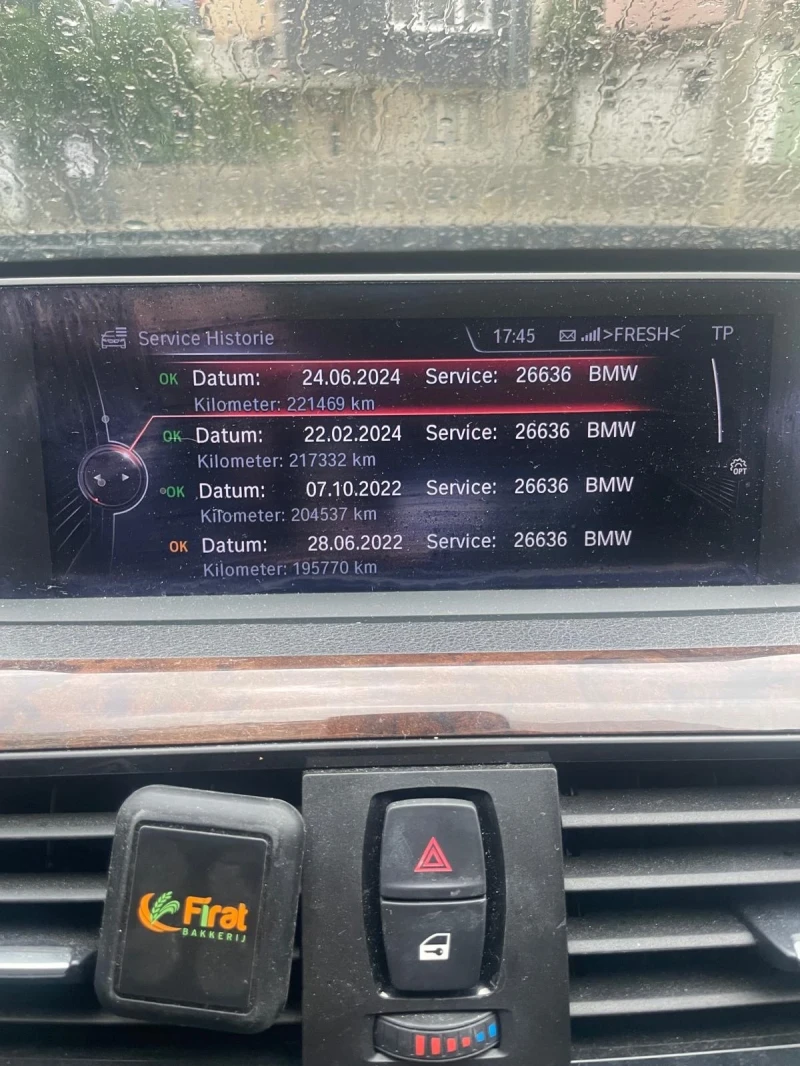 Service Historie 17:45 >FRESH< TP
OK Datum: 24.06.2024 Service: 26636 BMW
Kilometer: 221469 km
OK Datum: 22.02.2024 Service: 26636 BMW
Kilometer: 217332 km
OK Datum: 07.10.2022 Service: 26636 BMW
Kilometer: 204537 km
OK Datum: 28.06.2022 Service: 26636 BMW
Kilometer: 195770 km
OPT
Fırat
BAKKERIJ